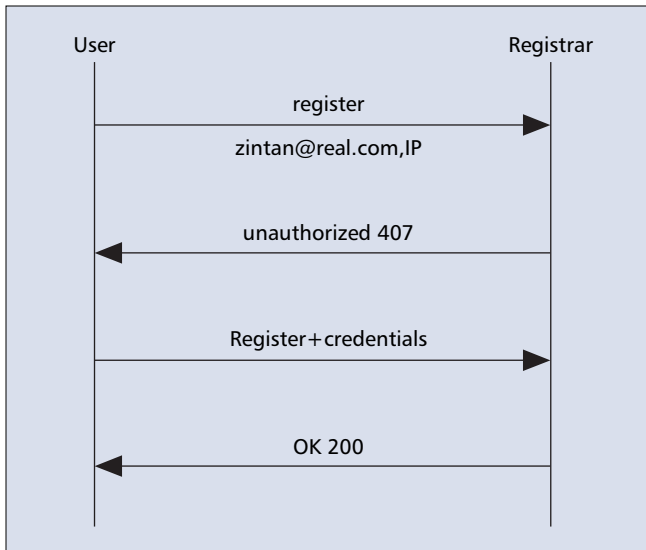 User
Registrar
register
zintan@real.com,IP
unauthorized 407
Register+credentials
OK 200